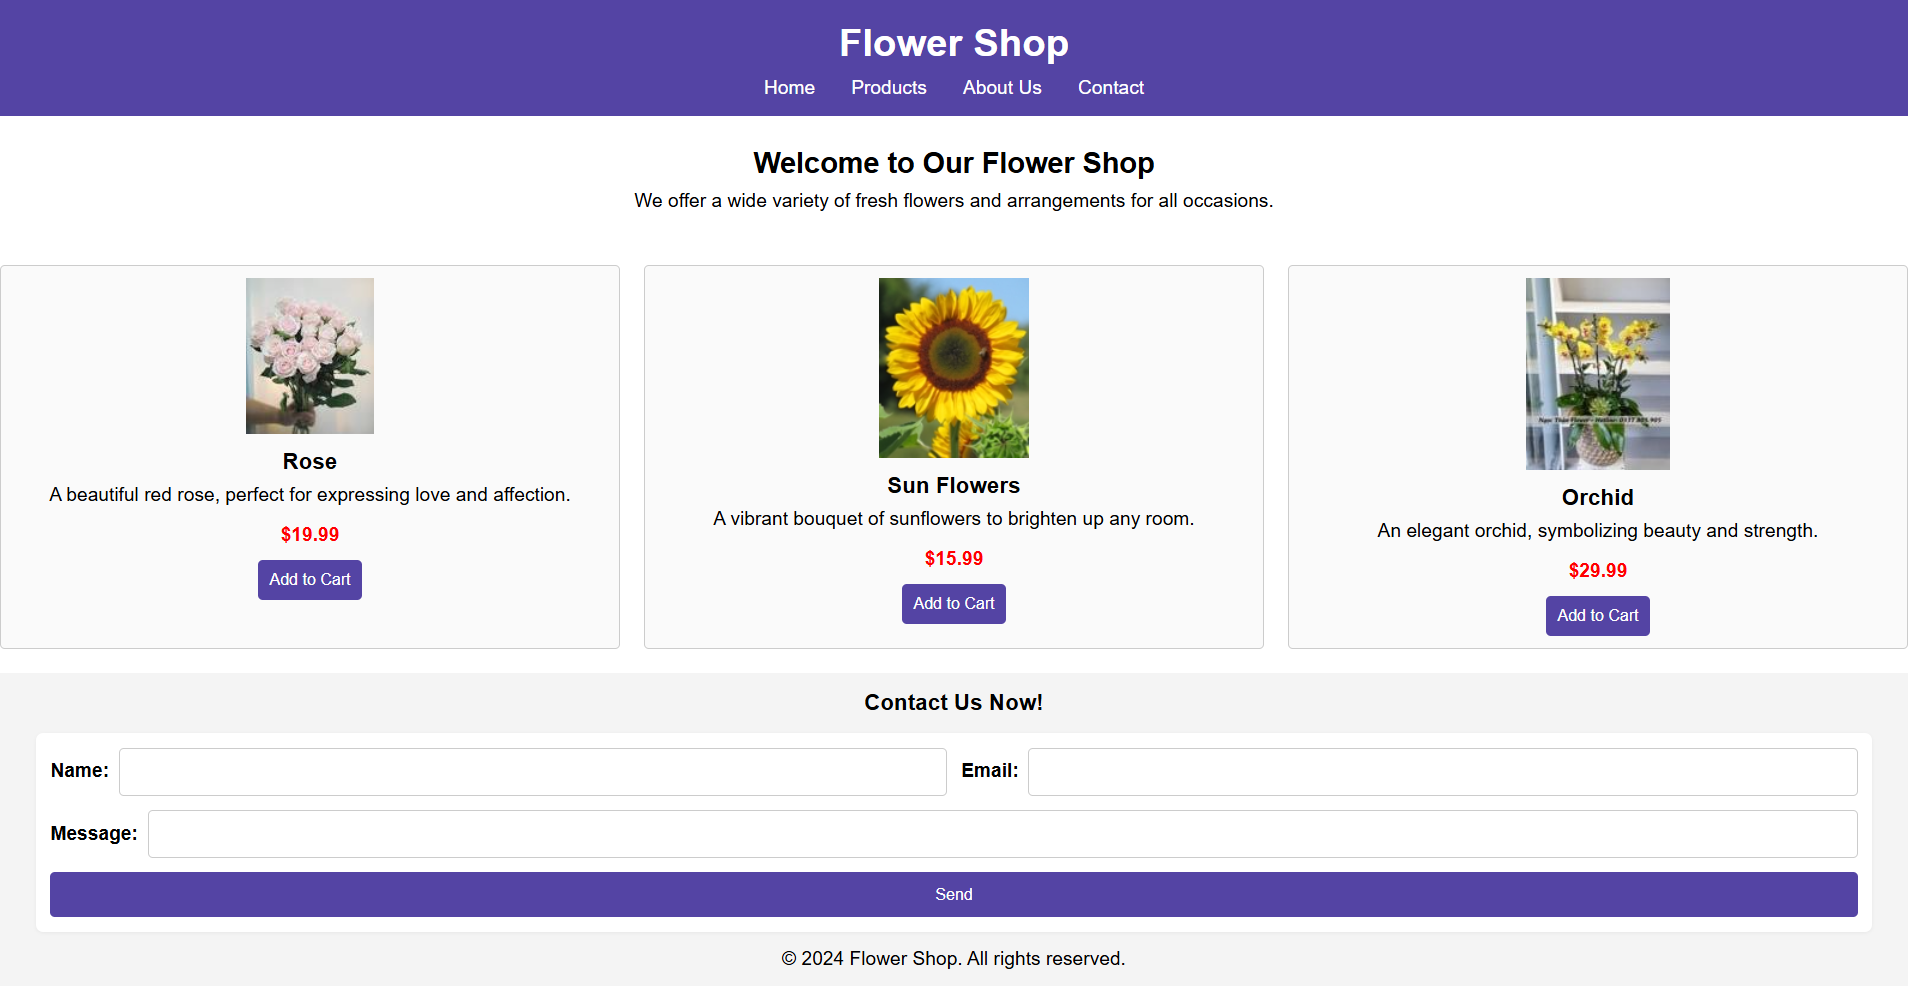 Flower Shop
Home Products About Us Contact
Welcome to Our Flower Shop
We offer a wide variety of fresh flowers and arrangements for all occasions.
Rose
A beautiful red rose, perfect for expressing love and affection.
$19.99
Add to Cart
Sun Flowers
A vibrant bouquet of sunflowers to brighten up any room.
$15.99
Add to Cart
Orchid
An elegant orchid, symbolizing beauty and strength.
$29.99
Add to Cart
Contact Us Now!
Name: Email:
Message:
Send
© 2024 Flower Shop. All rights reserved.